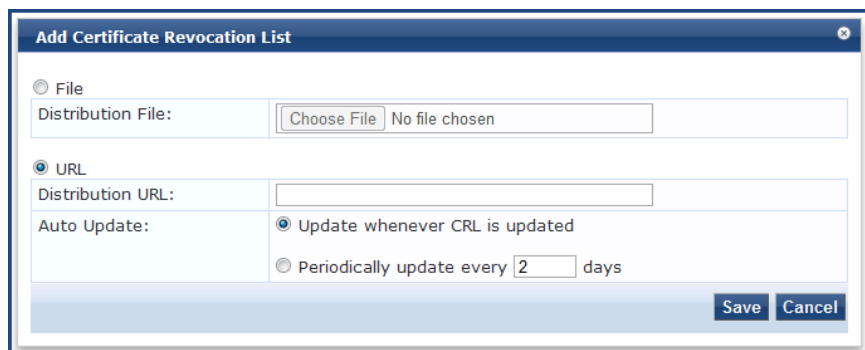 Add Certificate Revocation List
File
Distribution File:
Choose File No file chosen
URL
Distribution URL:
Auto Update:
Update whenever CRL is updated
Periodically update every 2 days
Save Cancel